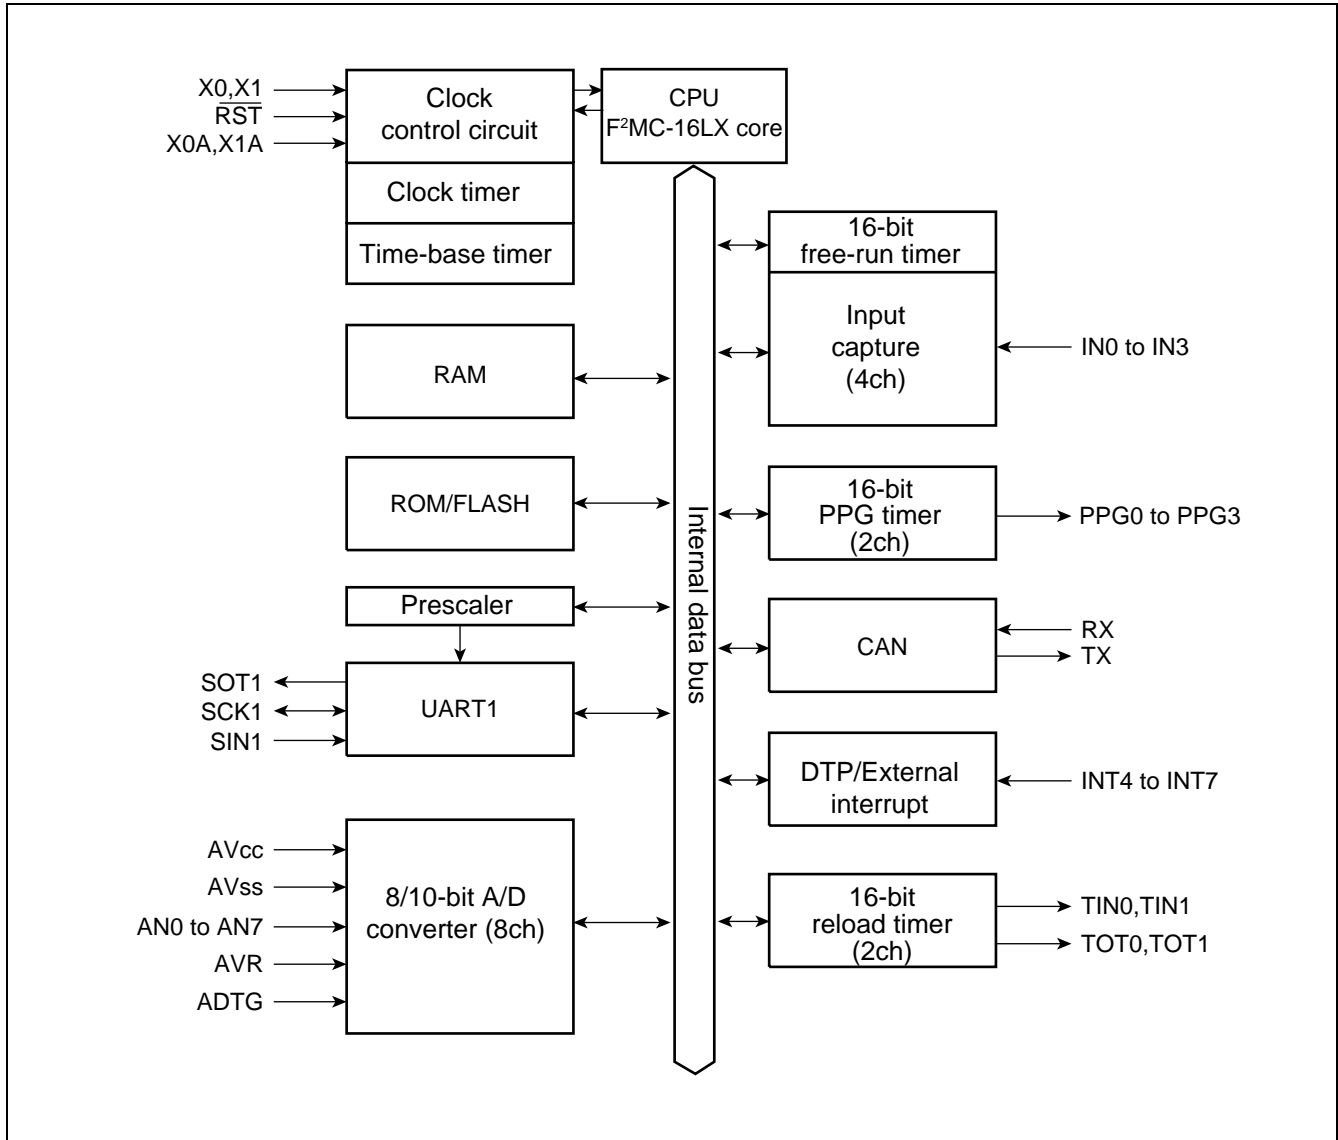 X0,X1
RST
X0A,X1A
Clock
control circuit
Clock timer
Time-base timer
CPU
F²MC-16LX core
RAM
ROM/FLASH
Prescaler
SOT1
SCK1
SIN1
UART1
AVcc
AVss
AN0 to AN7
AVR
ADTG
8/10-bit A/D
converter (8ch)
Internal data bus
16-bit
free-run timer
Input
capture
(4ch)
IN0 to IN3
16-bit
PPG timer
(2ch)
PPG0 to PPG3
CAN
RX
TX
DTP/External
interrupt
INT4 to INT7
16-bit
reload timer
(2ch)
TIN0,TIN1
TOT0,TOT1